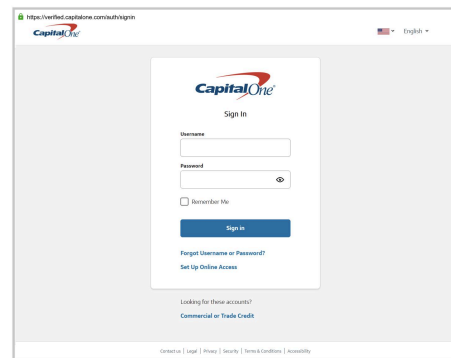 https://verified.capitalone.com/auth/signin
Capital One
English
Capital One
Sign In
Username
Password
Remember Me
Sign in
Forgot Username or Password?
Set Up Online Access
Looking for these accounts?
Commercial or Trade Credit
Contact us | Legal | Privacy | Security | Terms & Conditions | Accessibility